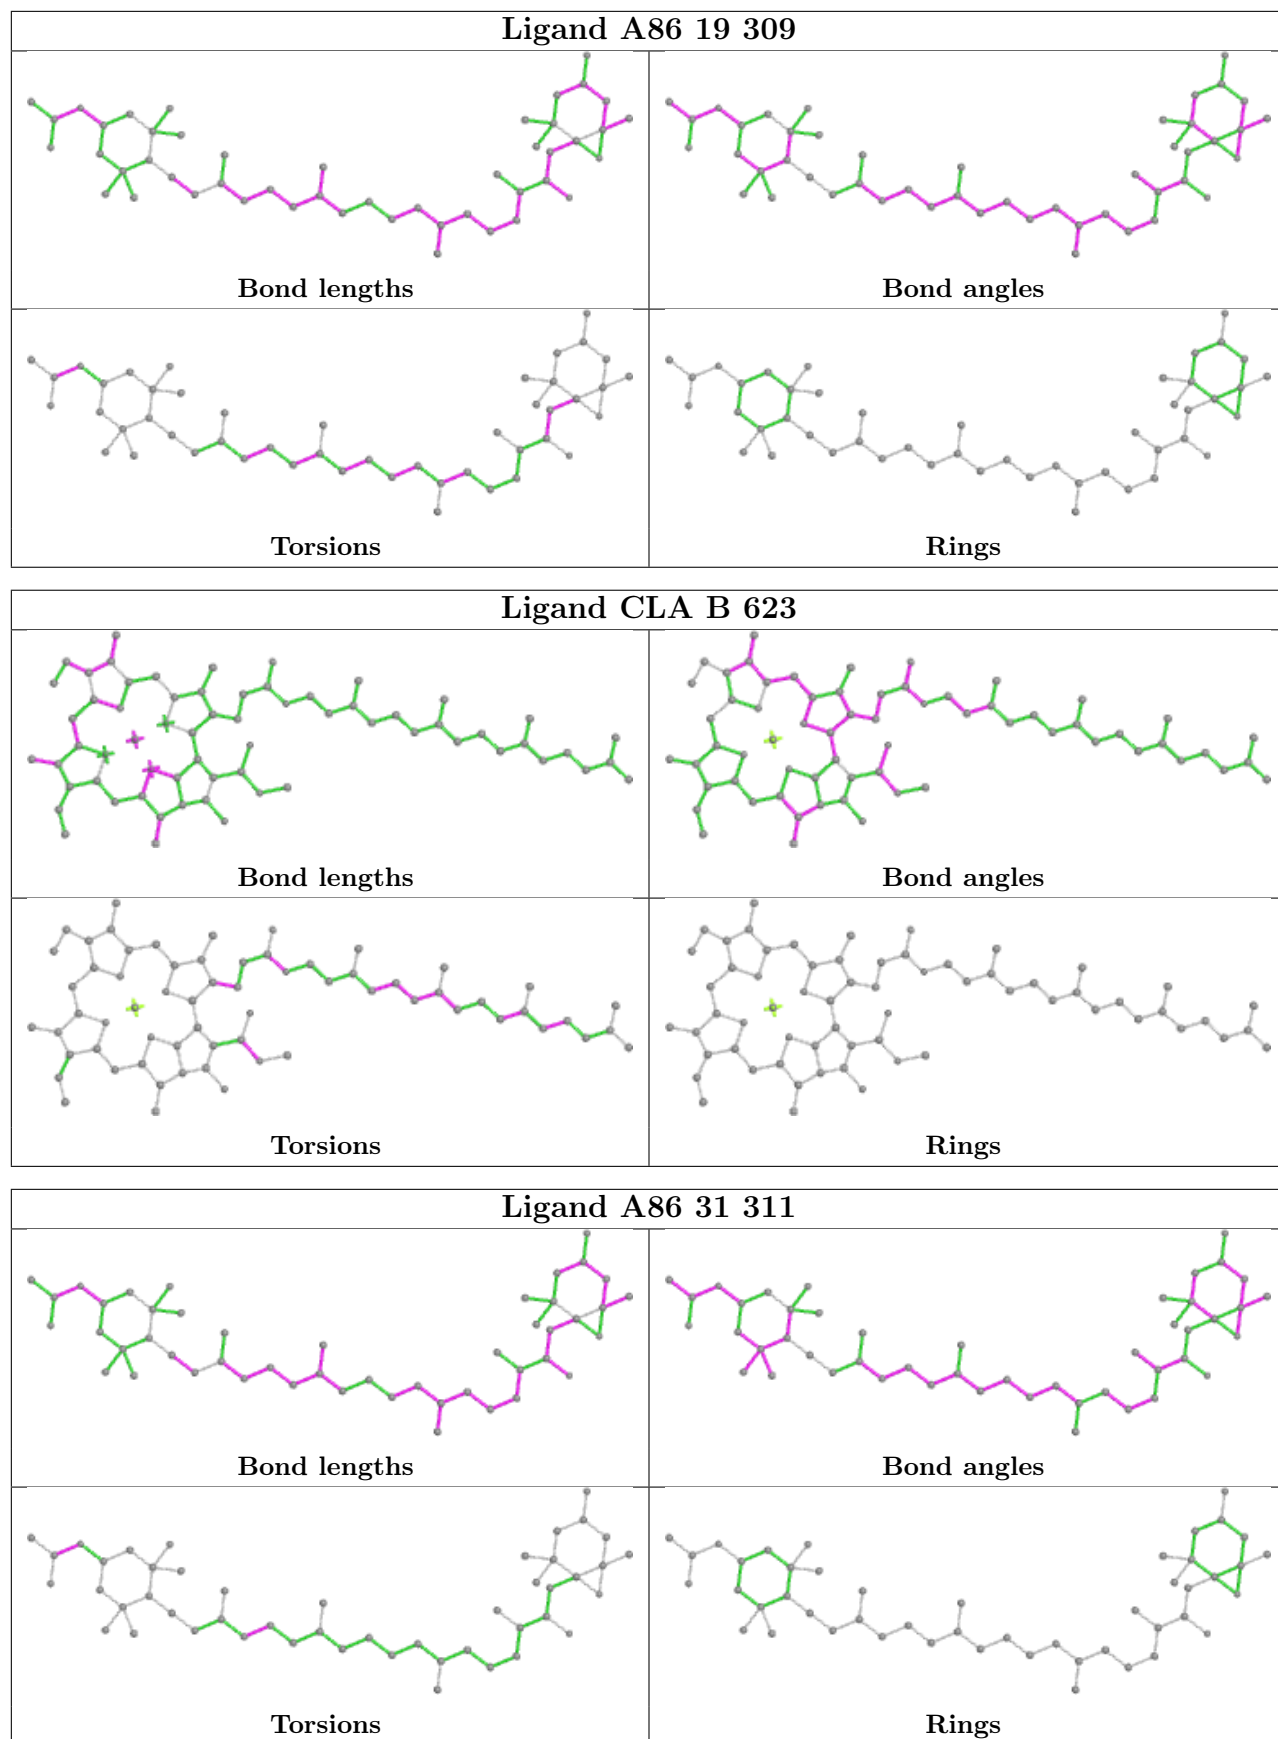 Ligand A86 19 309
Bond lengths
Bond angles
Torsions
Rings
Ligand CLA B 623
Bond lengths
Bond angles
Torsions
Rings
Ligand A86 31 311
Bond lengths
Bond angles
Torsions
Rings